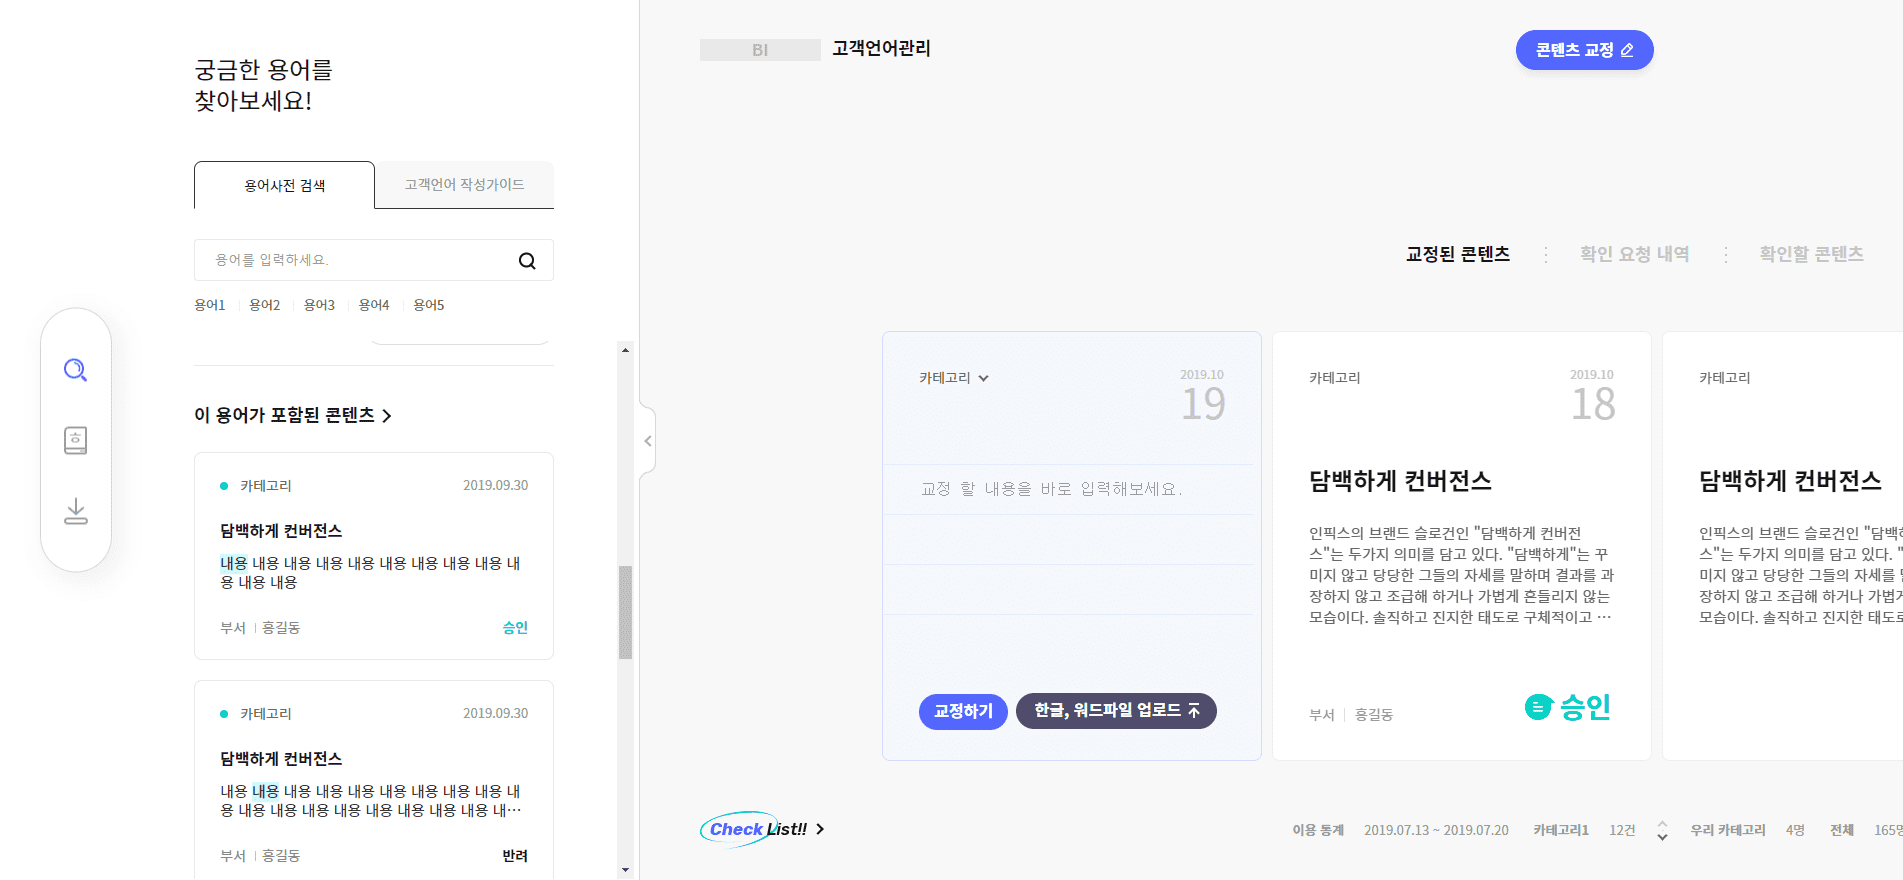 궁금한 용어를
찾아보세요!
용어사전 검색
고객언어 작성가이드
용어를 입력하세요.
용어1
용어2
용어3
용어4
용어5
이 용어가 포함된 콘텐츠
카테고리
2019.09.30
담백하게 컨버전스
내용 내용 내용 내용 내용 내용 내용 내용 내용 내
용 내용 내용
부서
홍길동
승인
카테고리
2019.09.30
담백하게 컨버전스
내용 내용 내용 내용 내용 내용 내용 내용 내용 내
용 내용 내용 내용 내용 내용 내용 내용 내용 내…
부서
홍길동
반려
BI
고객언어관리
콘텐츠 교정
교정된 콘텐츠
확인 요청 내역
확인할 콘텐츠
카테고리
2019.10
19
교정 할 내용을 바로 입력해보세요.
교정하기
한글, 워드파일 업로드
카테고리
2019.10
18
담백하게 컨버전스
인픽스의 브랜드 슬로건인 "담백하게 컨버전
스"는 두가지 의미를 담고 있다. "담백하게"는 꾸
미지 않고 당당한 그들의 자세를 말하며 결과를 과
장하지 않고 조급해 하거나 가볍게 흔들리지 않는
모습이다. 솔직하고 진지한 태도로 구체적이고 …
부서
홍길동
승인
카테고리
담백하게 컨버전스
인픽스의 브랜드 슬로건인 "담백
스"는 두가지 의미를 담고 있다.
미지 않고 당당한 그들의 자세를
장하지 않고 조급해 하거나 가볍게
모습이다. 솔직하고 진지한 태도로
Check List!!
이용 통계
2019.07.13 ~ 2019.07.20
카테고리1
12건
우리 카테고리
4명
전체
165명